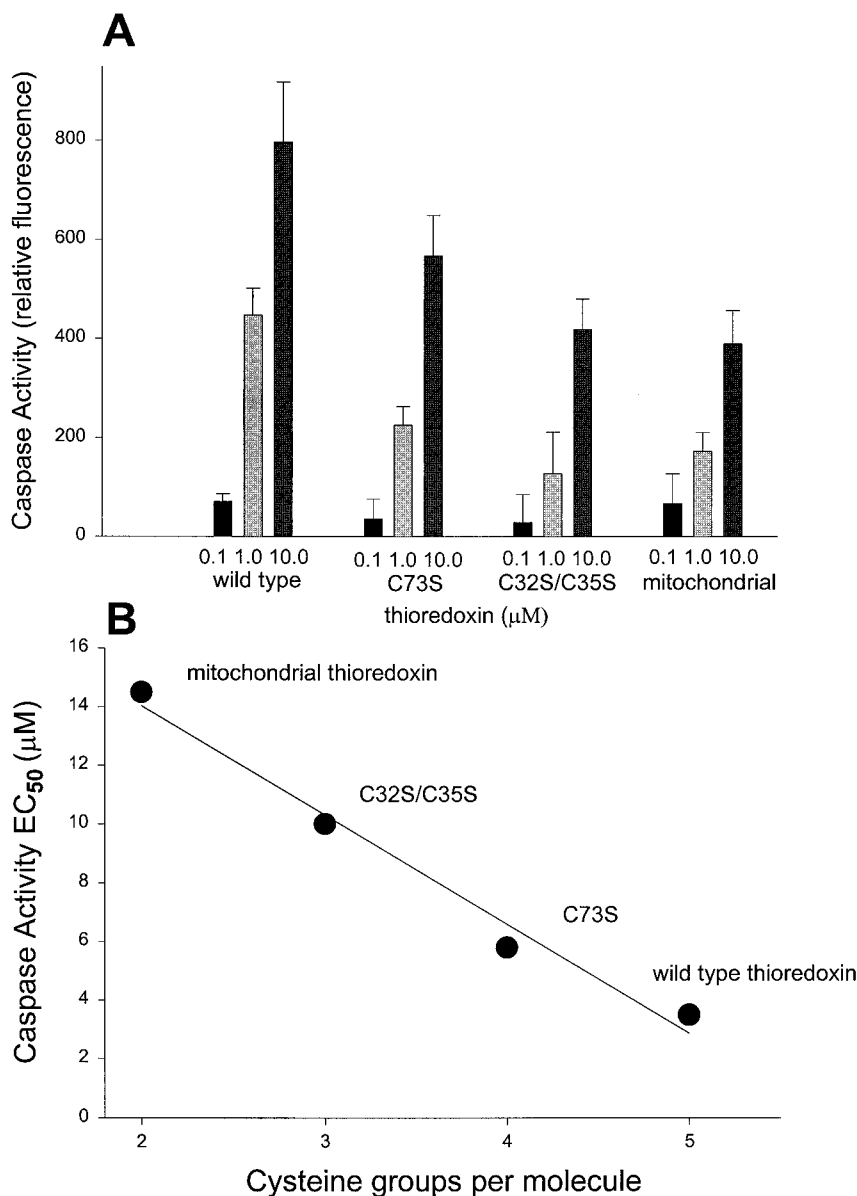 A
Caspase Activity (relative fluorescence)
800
600
400
200
0
0.1 1.0 10.0 0.1 1.0 10.0 0.1 1.0 10.0 0.1 1.0 10.0
wild type C73S C32S/C35S mitochondrial
thioredoxin (μM)
B
Caspase Activity EC50 (μM)
16
14
12
10
8
6
4
2
0
mitochondrial thioredoxin
C32S/C35S
C73S
wild type thioredoxin
2 3 4 5
Cysteine groups per molecule